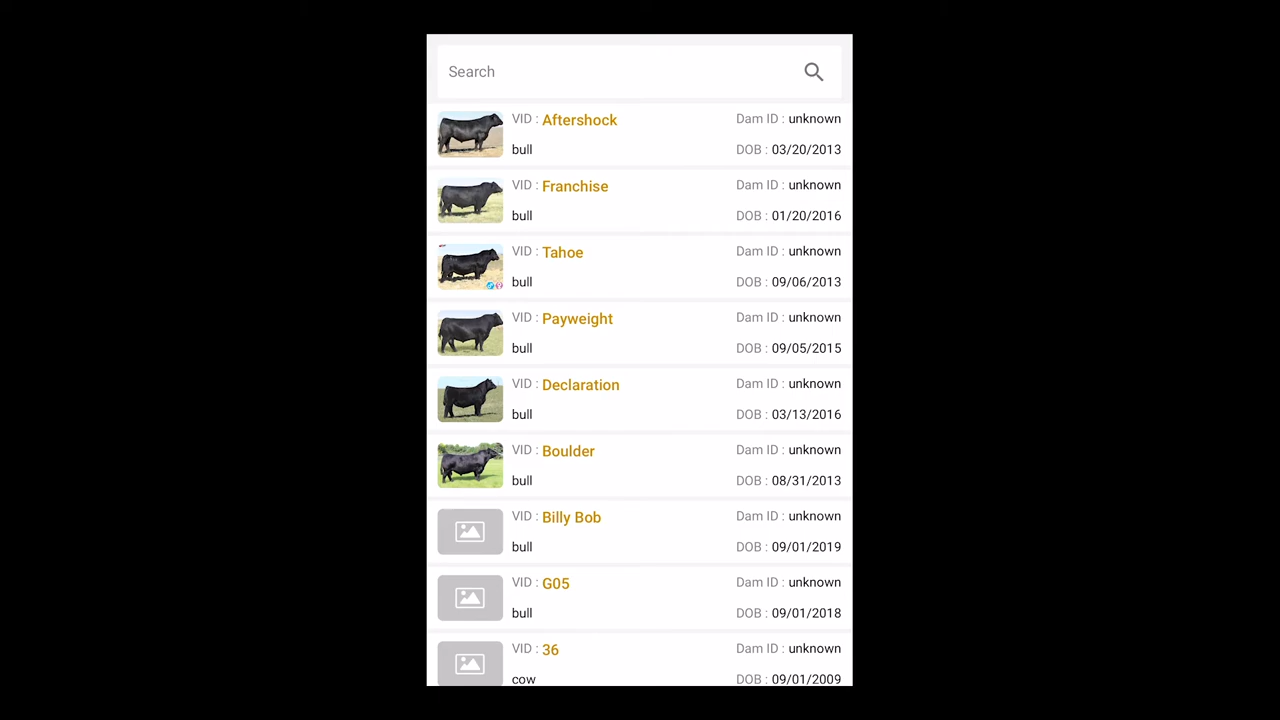 Search
VID : Aftershock Dam ID : unknown
bull DOB : 03/20/2013
VID : Franchise Dam ID : unknown
bull DOB : 01/20/2016
VID : Tahoe Dam ID : unknown
bull DOB : 09/06/2013
VID : Payweight Dam ID : unknown
bull DOB : 09/05/2015
VID : Declaration Dam ID : unknown
bull DOB : 03/13/2016
VID : Boulder Dam ID : unknown
bull DOB : 08/31/2013
VID : Billy Bob Dam ID : unknown
bull DOB : 09/01/2019
VID : G05 Dam ID : unknown
bull DOB : 09/01/2018
VID : 36 Dam ID : unknown
cow DOB : 09/01/2009